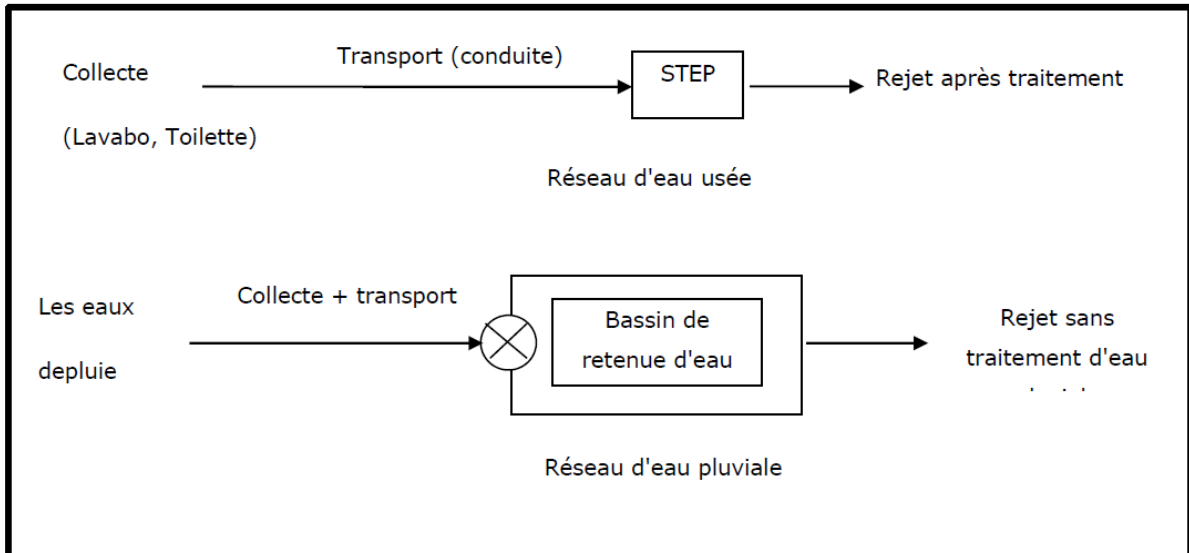 Transport (conduite)
Collecte
(Lavabo, Toilette)
STEP
Rejet après traitement
Réseau d'eau usée
Les eaux
depluie
Collecte + transport
Bassin de
retenue d'eau
Rejet sans
traitement d'eau
Réseau d'eau pluviale